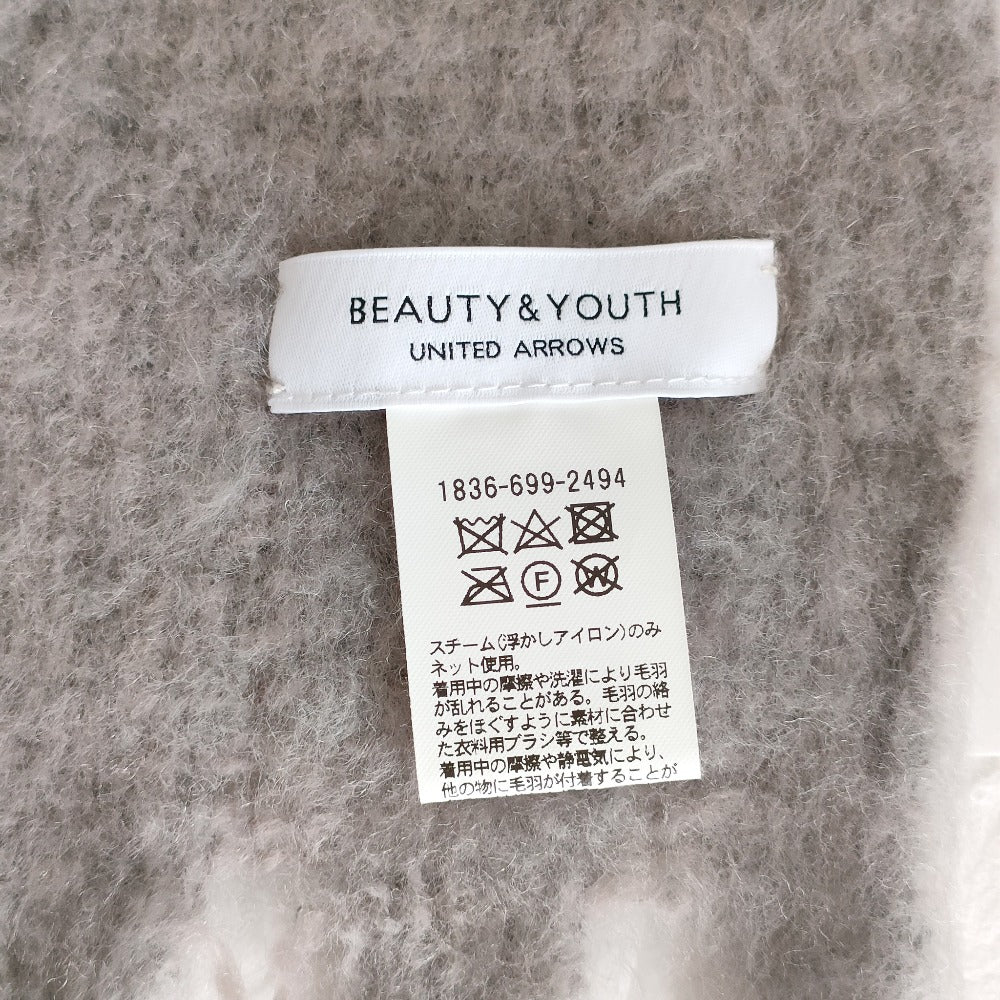 BEAUTY&YOUTH
UNITED ARROWS
1836-699-2494
F
W
スチーム(浮かしアイロン)のみ
ネット使用。
着用中の摩擦や洗濯により毛羽
が乱れることがある。毛羽の絡
みをほぐすように素材に合わせ
た衣料用ブラシ等で整える。
着用中の摩擦や静電気により、
他の物に毛羽が付着することが